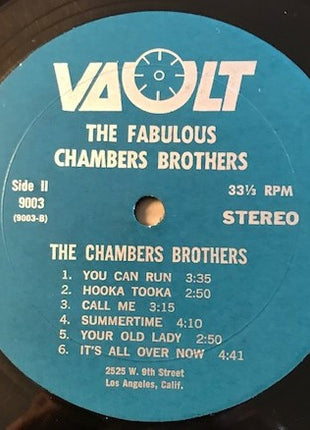 VAULT
THE FABULOUS
CHAMBERS BROTHERS
Side II
9003
(9003-B)
33⅓ RPM
STEREO
THE CHAMBERS BROTHERS
1. YOU CAN RUN 3:35
2. HOOKA TOOKA 2:50
3. CALL ME 3:15
4. SUMMERTIME 4:10
5. YOUR OLD LADY 2:50
6. IT'S ALL OVER NOW 4:41
2525 W. 9th Street
Los Angeles, Calif.